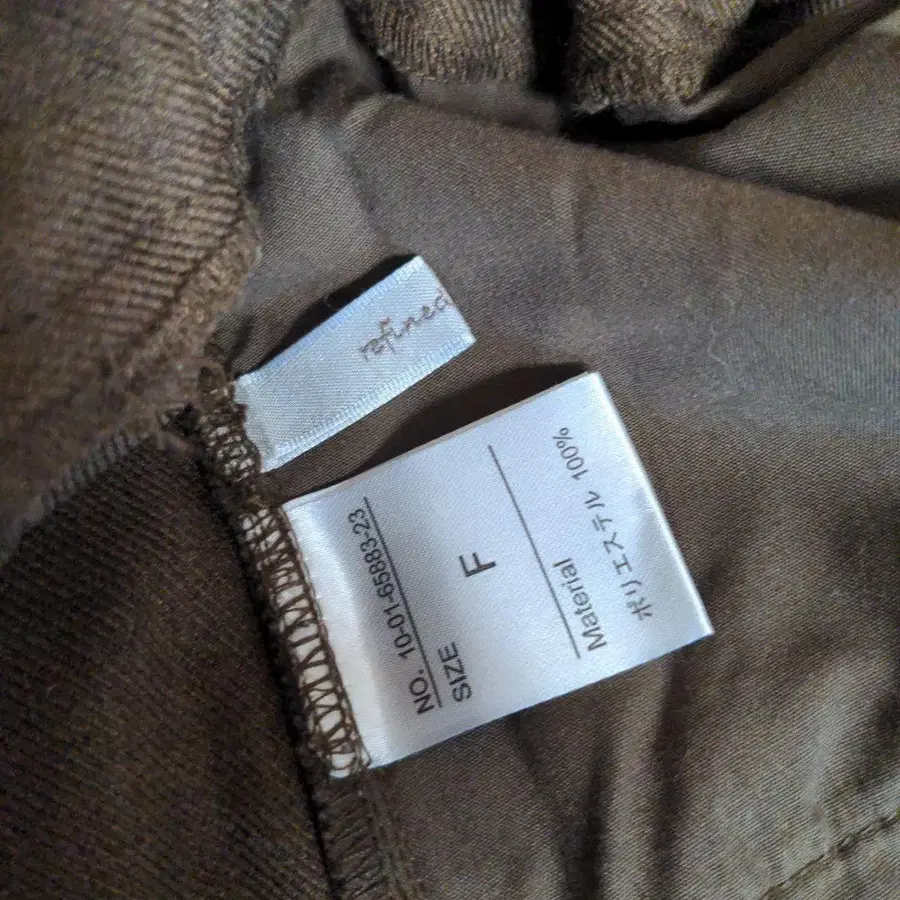 refined
NO. 10-01-65883-23
SIZE
F
Material
ポリエステル 100%